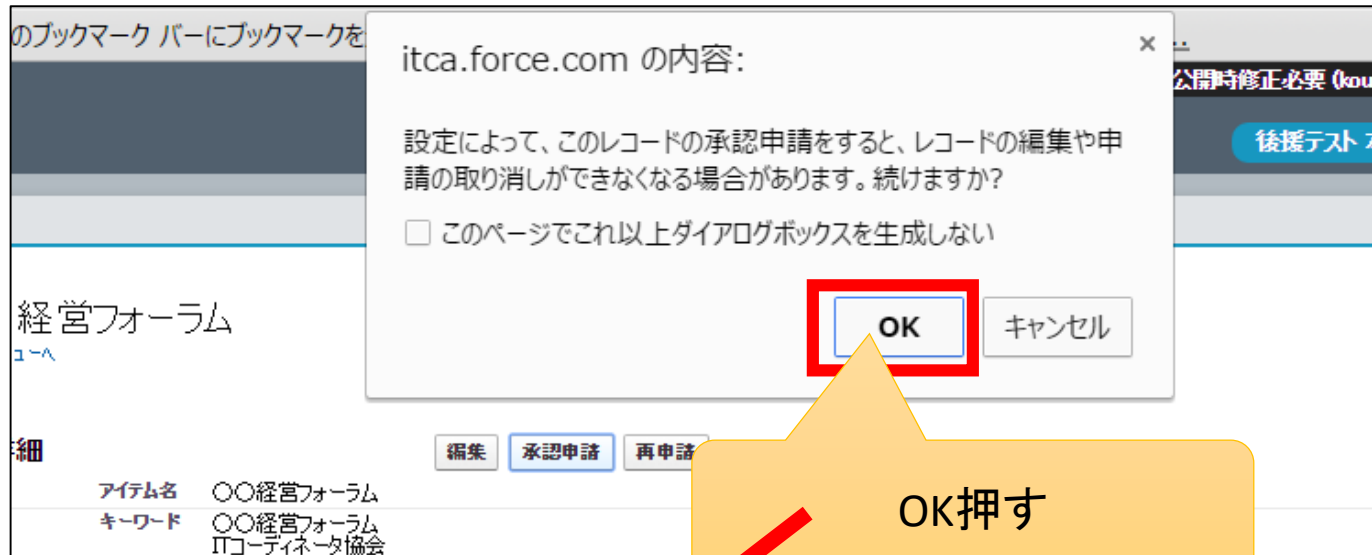 のブックマーク バーにブックマークを
itca.force.com の内容:
×
..
公開時修正必要 (kou
後援テスト
設定によって、このレコードの承認申請をすると、レコードの編集や申
請の取り消しができなくなる場合があります。続けますか?
このページでこれ以上ダイアログボックスを生成しない
OK
キャンセル
経営フォーラム
ューへ
細
編集
承認申請
再申請
アイテム名
〇〇経営フォーラム
キーワード
〇〇経営フォーラム
ITコーディネータ協会
OK押す